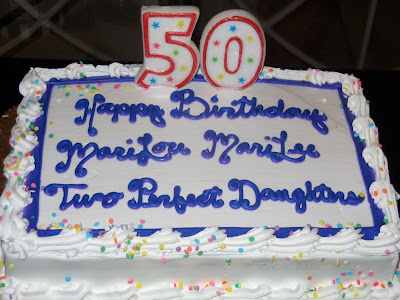 50
Happy Birthday
MariLou MariLee
Two Perfect Daughters